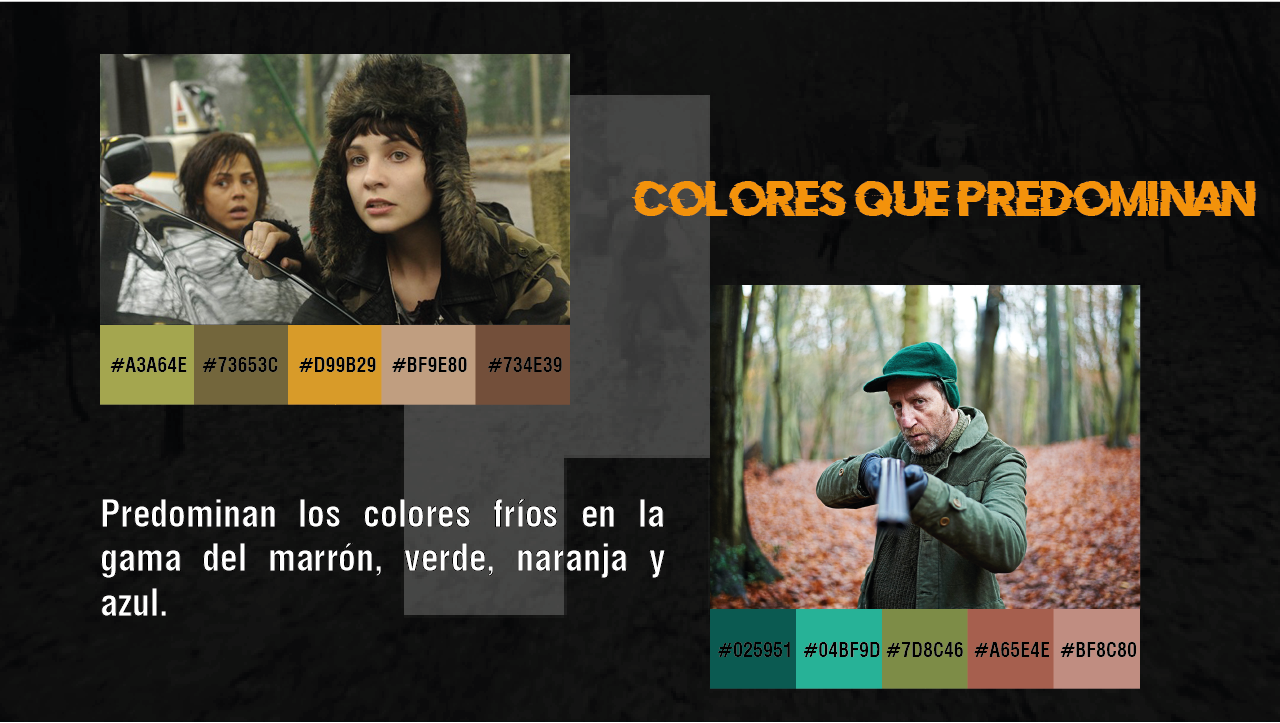 COLORES QUE PREDOMINAN
#A3A64E #73653C #D99B29 #BF9E80 #734E39
Predominan los colores fríos en la
gama del marrón, verde, naranja y
azul.
#025951 #04BF9D #7D8C46 #A65E4E #BF8C80